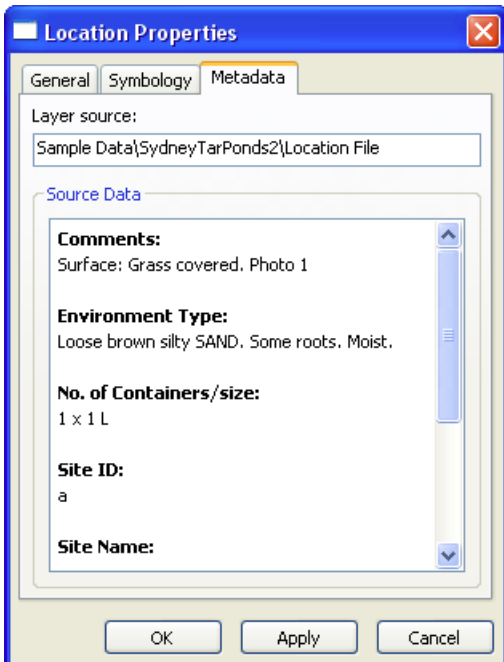 Location Properties
General Symbology Metadata
Layer source:
Sample Data\SydneyTarPonds2\Location File
Source Data
Comments:
Surface: Grass covered. Photo 1
Environment Type:
Loose brown silty SAND. Some roots. Moist.
No. of Containers/size:
1 x 1 L
Site ID:
a
Site Name:
OK Apply Cancel